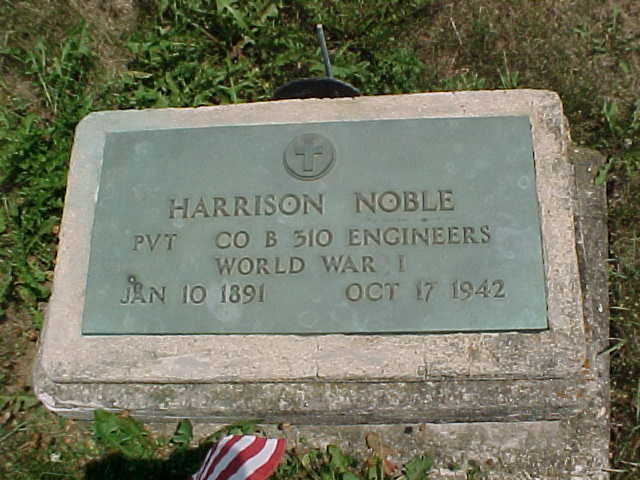 HARRISON NOBLE
PVT CO B 310 ENGINEERS
WORLD WAR I
JAN 10 1891 OCT 17 1942